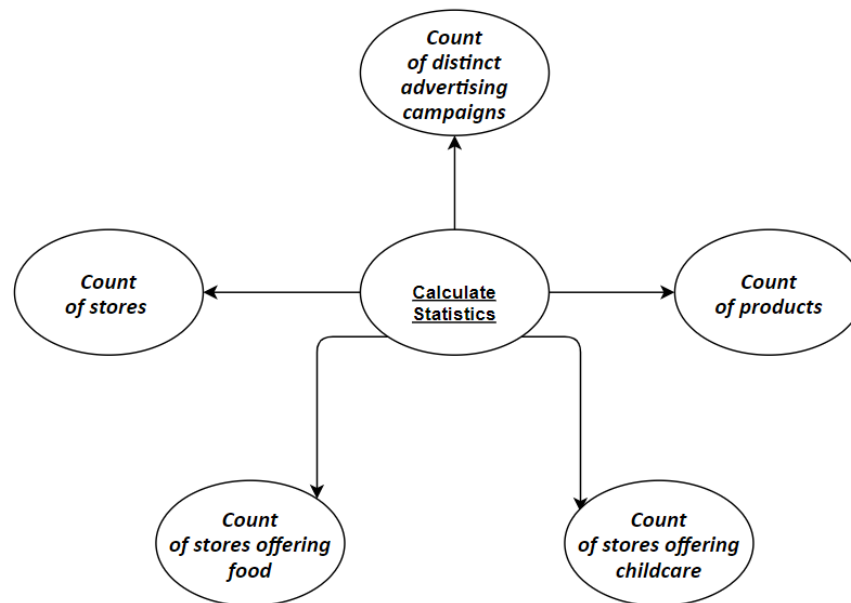 Count
of distinct
advertising
campaigns
Count
of stores
Calculate
Statistics
Count
of products
Count
of stores offering
food
Count
of stores offering
childcare